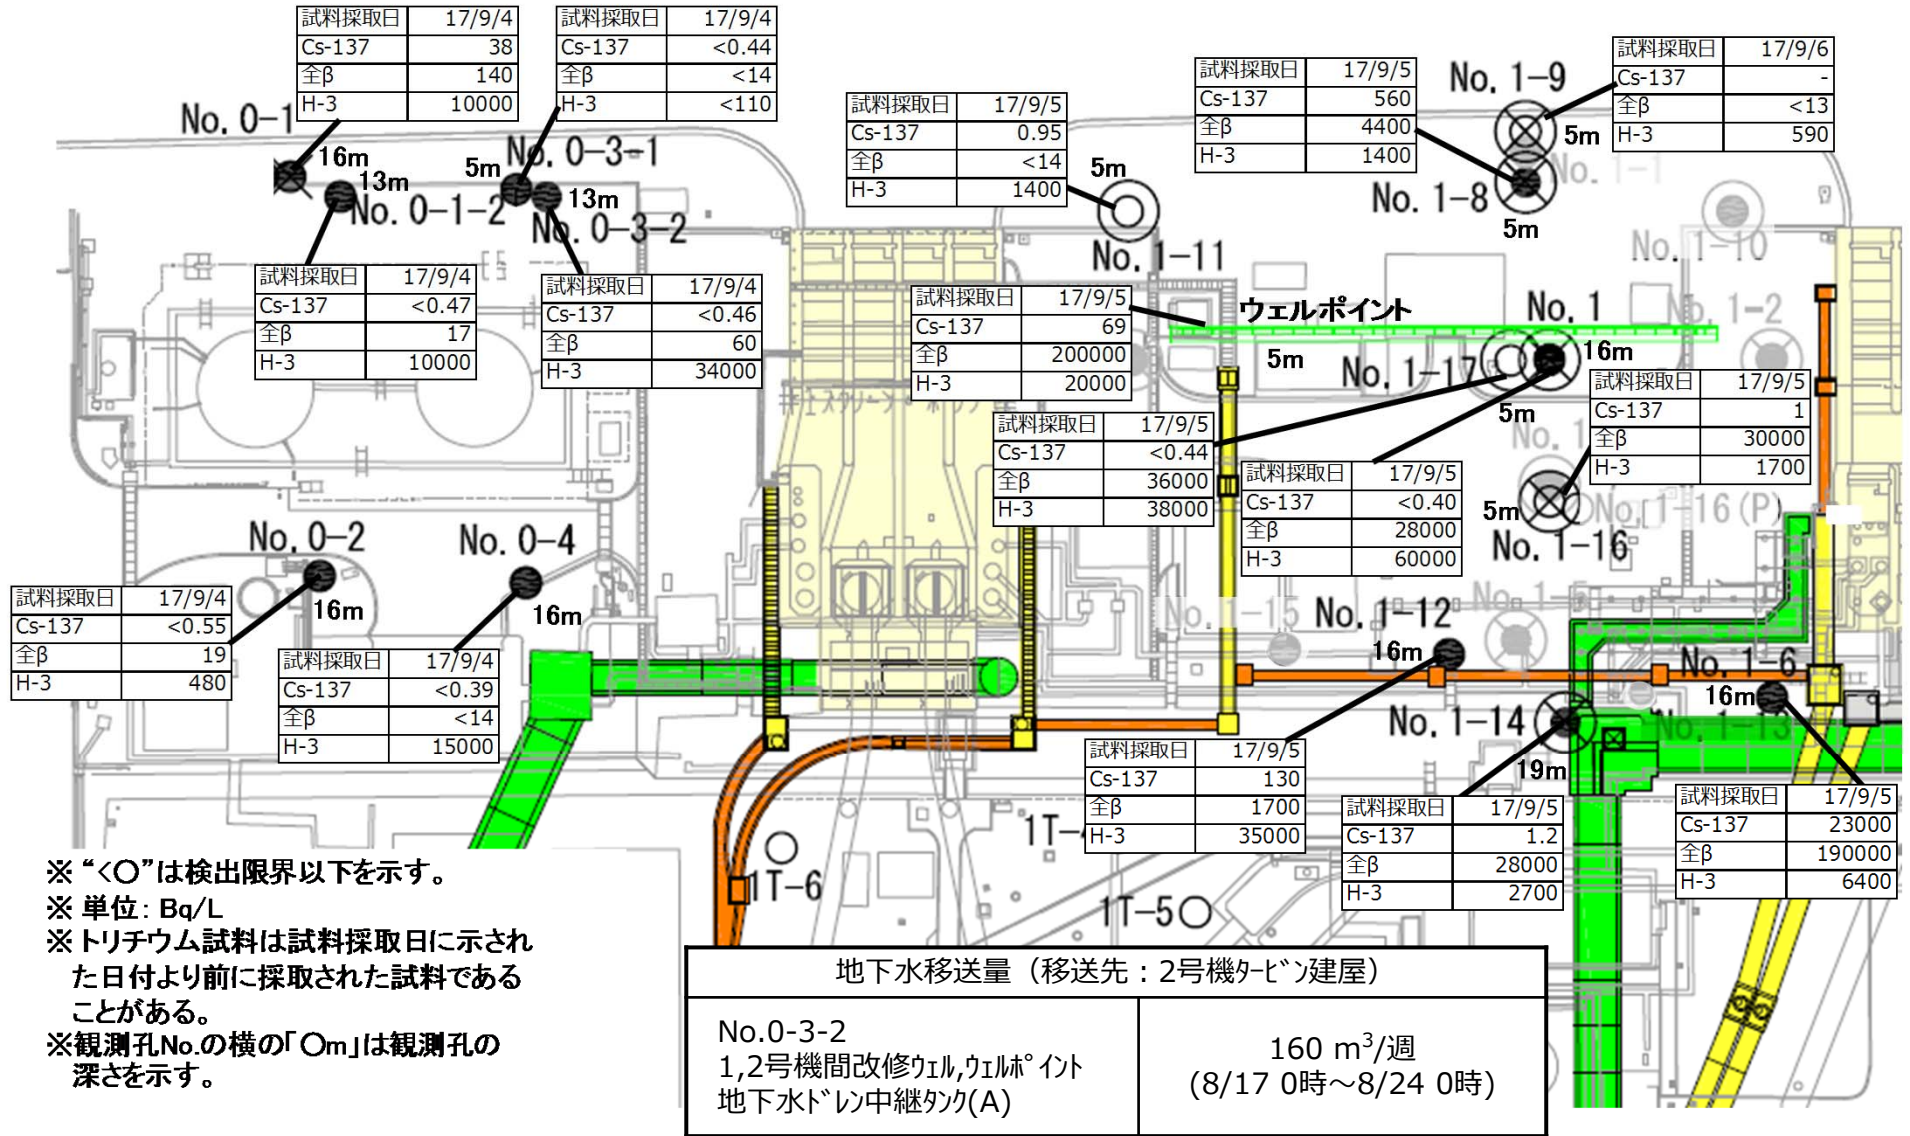 試料採取日 17/9/4
Cs-137 38
全β 140
H-3 10000
試料採取日 17/9/4
Cs-137 <0.44
全β <14
H-3 <110
試料採取日 17/9/5
Cs-137 0.95
全β <14
H-3 1400
試料採取日 17/9/5
Cs-137 560
全β 4400
H-3 1400
試料採取日 17/9/6
Cs-137 -
全β <13
H-3 590
No. 0-1
16m
13m
No. 0-1-2
5m
No. 0-3-1
13m
No. 0-3-2
5m
No. 1-11
No. 1-9
5m
No. 1-1
No. 1-8
5m
No. 1-10
試料採取日 17/9/4
Cs-137 <0.47
全β 17
H-3 10000
試料採取日 17/9/4
Cs-137 <0.46
全β 60
H-3 34000
試料採取日 17/9/5
Cs-137 69
全β 200000
H-3 20000
ウェルポイント
5m
No. 1
No. 1-2
16m
No. 1-17
5m
試料採取日 17/9/5
Cs-137 <0.44
全β 36000
H-3 38000
試料採取日 17/9/5
Cs-137 <0.40
全β 28000
H-3 60000
試料採取日 17/9/5
Cs-137 1
全β 30000
H-3 1700
5m
No. 1-16(P)
No. 1-16
No. 0-2
16m
No. 0-4
16m
試料採取日 17/9/4
Cs-137 <0.55
全β 19
H-3 480
試料採取日 17/9/4
Cs-137 <0.39
全β <14
H-3 15000
No. 1-15
No. 1-12
16m
No. 1-5
No. 1-6
16m
No. 1-14
19m
No. 1-13
試料採取日 17/9/5
Cs-137 130
全β 1700
H-3 35000
試料採取日 17/9/5
Cs-137 1.2
全β 28000
H-3 2700
試料採取日 17/9/5
Cs-137 23000
全β 190000
H-3 6400
1T-6
1T-5
※ “<○”は検出限界以下を示す。
※ 単位: Bq/L
※ トリチウム試料は試料採取日に示され
た日付より前に採取された試料である
ことがある。
※観測孔No.の横の「○m」は観測孔の
深さを示す。
地下水移送量（移送先：2号機ﾀｰﾋﾞﾝ建屋）
No.0-3-2
1,2号機間改修ｳｪﾙ,ｳｪﾙﾎﾟｲﾝﾄ
地下水ﾄﾞﾚﾝ中継ﾀﾝｸ(A)
160 m³/週
(8/17 0時～8/24 0時)